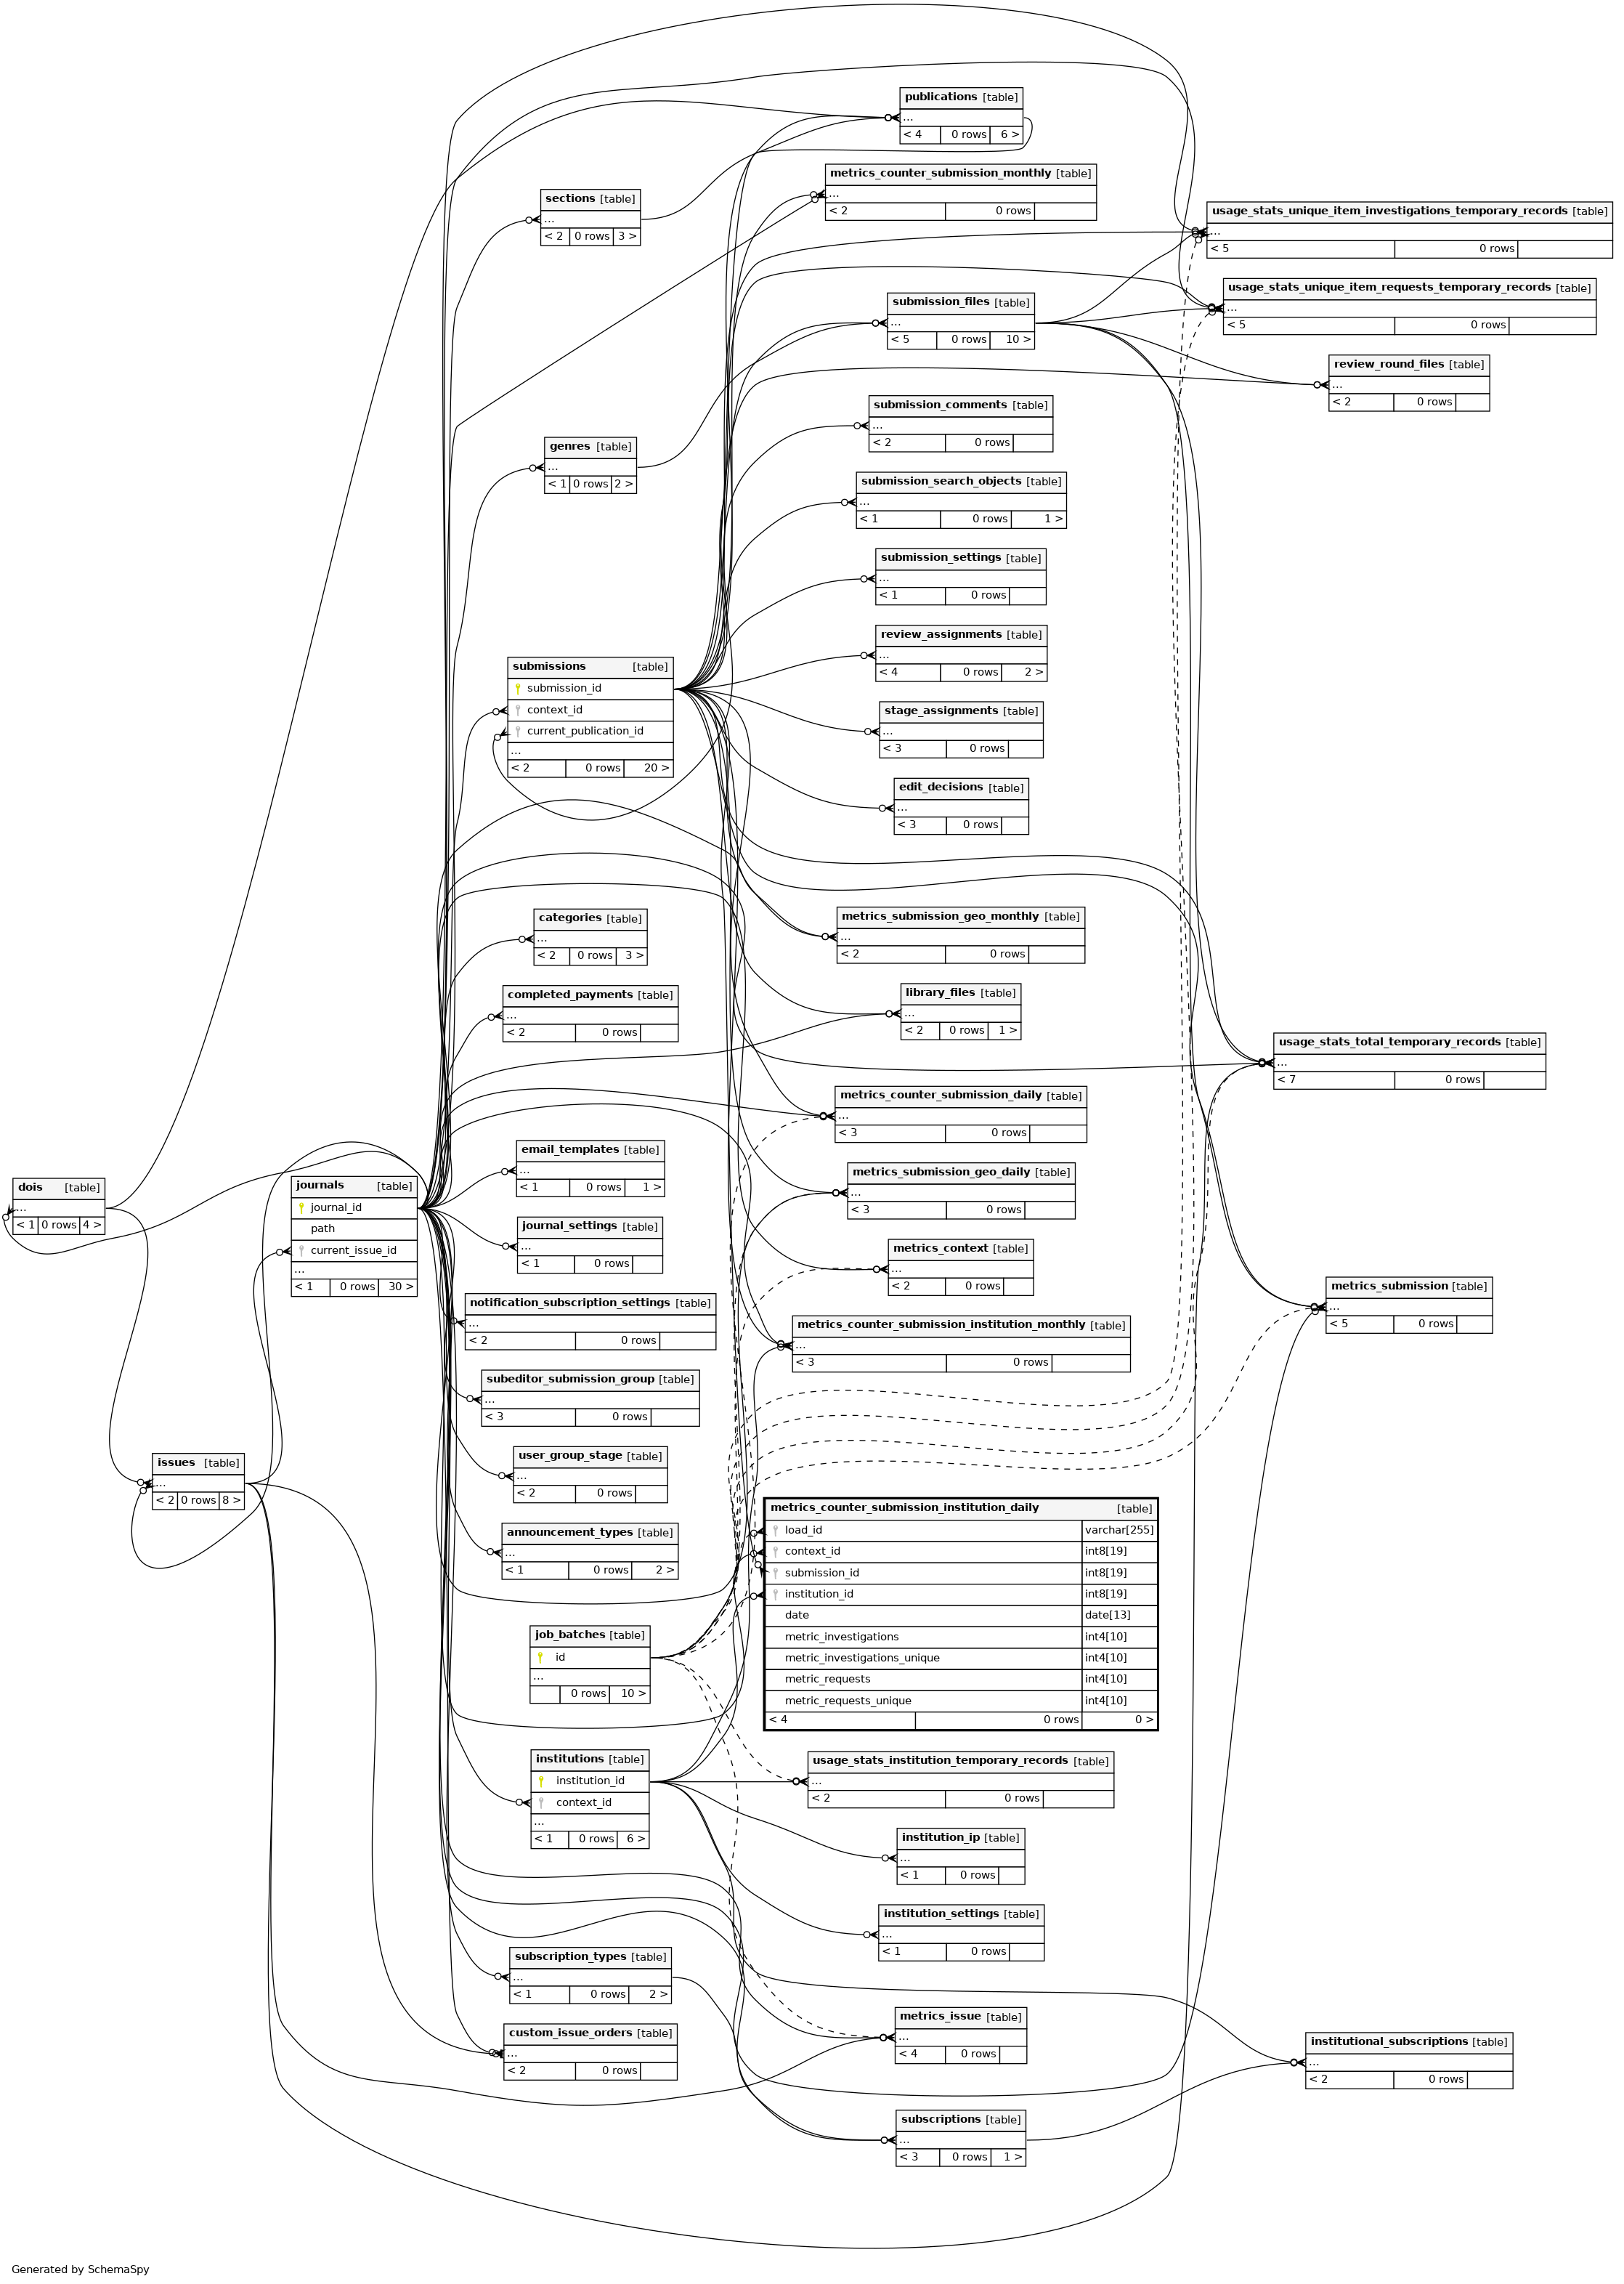 publications [table]
...
< 4 0 rows 6 >
metrics_counter_submission_monthly [table]
...
< 2 0 rows
sections [table]
...
< 2 0 rows 3 >
usage_stats_unique_item_investigations_temporary_records [table]
...
< 5 0 rows
usage_stats_unique_item_requests_temporary_records [table]
...
< 5 0 rows
submission_files [table]
...
< 5 0 rows 10 >
review_round_files [table]
...
< 2 0 rows
submission_comments [table]
...
< 2 0 rows
genres [table]
...
< 1 0 rows 2 >
submission_search_objects [table]
...
< 1 0 rows 1 >
submission_settings [table]
...
< 1 0 rows
review_assignments [table]
...
< 4 0 rows 2 >
submissions [table]
submission_id
context_id
current_publication_id
...
< 2 0 rows 20 >
stage_assignments [table]
...
< 3 0 rows
edit_decisions [table]
...
< 3 0 rows
categories [table]
...
< 2 0 rows 3 >
metrics_submission_geo_monthly [table]
...
< 2 0 rows
completed_payments [table]
...
< 2 0 rows
library_files [table]
...
< 2 0 rows 1 >
usage_stats_total_temporary_records [table]
...
< 7 0 rows
metrics_counter_submission_daily [table]
...
< 3 0 rows
email_templates [table]
...
< 1 0 rows 1 >
metrics_submission_geo_daily [table]
...
< 3 0 rows
dois [table]
...
< 1 0 rows 4 >
journals [table]
journal_id
path
current_issue_id
...
< 1 0 rows 30 >
journal_settings [table]
...
< 1 0 rows
metrics_context [table]
...
< 2 0 rows
metrics_submission [table]
...
< 5 0 rows
notification_subscription_settings [table]
...
< 2 0 rows
metrics_counter_submission_institution_monthly [table]
...
< 3 0 rows
subeditor_submission_group [table]
...
< 3 0 rows
issues [table]
...
< 2 0 rows 8 >
user_group_stage [table]
...
< 2 0 rows
metrics_counter_submission_institution_daily [table]
load_id varchar[255]
context_id int8[19]
submission_id int8[19]
institution_id int8[19]
date date[13]
metric_investigations int4[10]
metric_investigations_unique int4[10]
metric_requests int4[10]
metric_requests_unique int4[10]
< 4 0 rows 0 >
announcement_types [table]
...
< 1 0 rows 2 >
job_batches [table]
id
...
0 rows 10 >
institutions [table]
institution_id
context_id
...
< 1 0 rows 6 >
usage_stats_institution_temporary_records [table]
...
< 2 0 rows
institution_ip [table]
...
< 1 0 rows
institution_settings [table]
...
< 1 0 rows
subscription_types [table]
...
< 1 0 rows 2 >
metrics_issue [table]
...
< 4 0 rows
custom_issue_orders [table]
...
< 2 0 rows
institutional_subscriptions [table]
...
< 2 0 rows
subscriptions [table]
...
< 3 0 rows 1 >
Generated by SchemaSpy